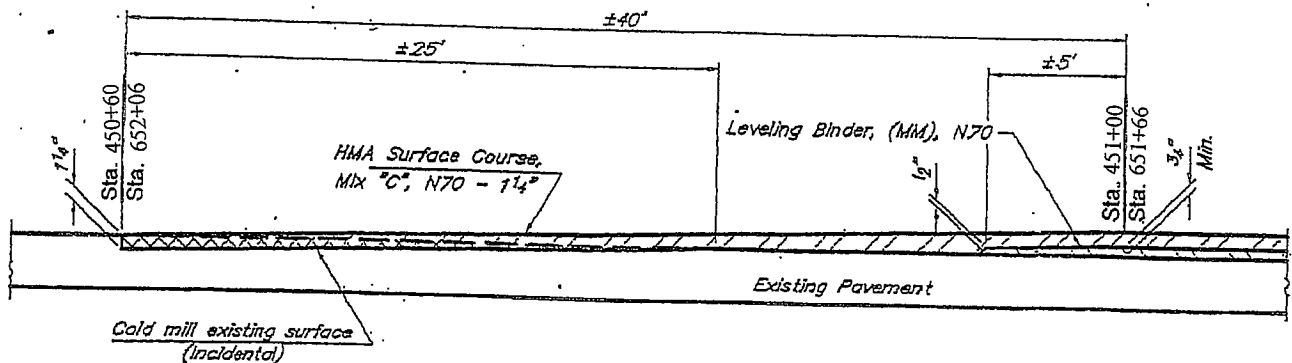 ±40'
±25'
±5'
Sta. 450+60
Sta. 652+06
1¼"
HMA Surface Course,
Mix "C", N70 - 1¼"
Leveling Binder, (MM), N70
½"
Sta. 451+00
Sta. 651+66
¾"
Min.
Existing Pavement
Cold mill existing surface
(Incidental)